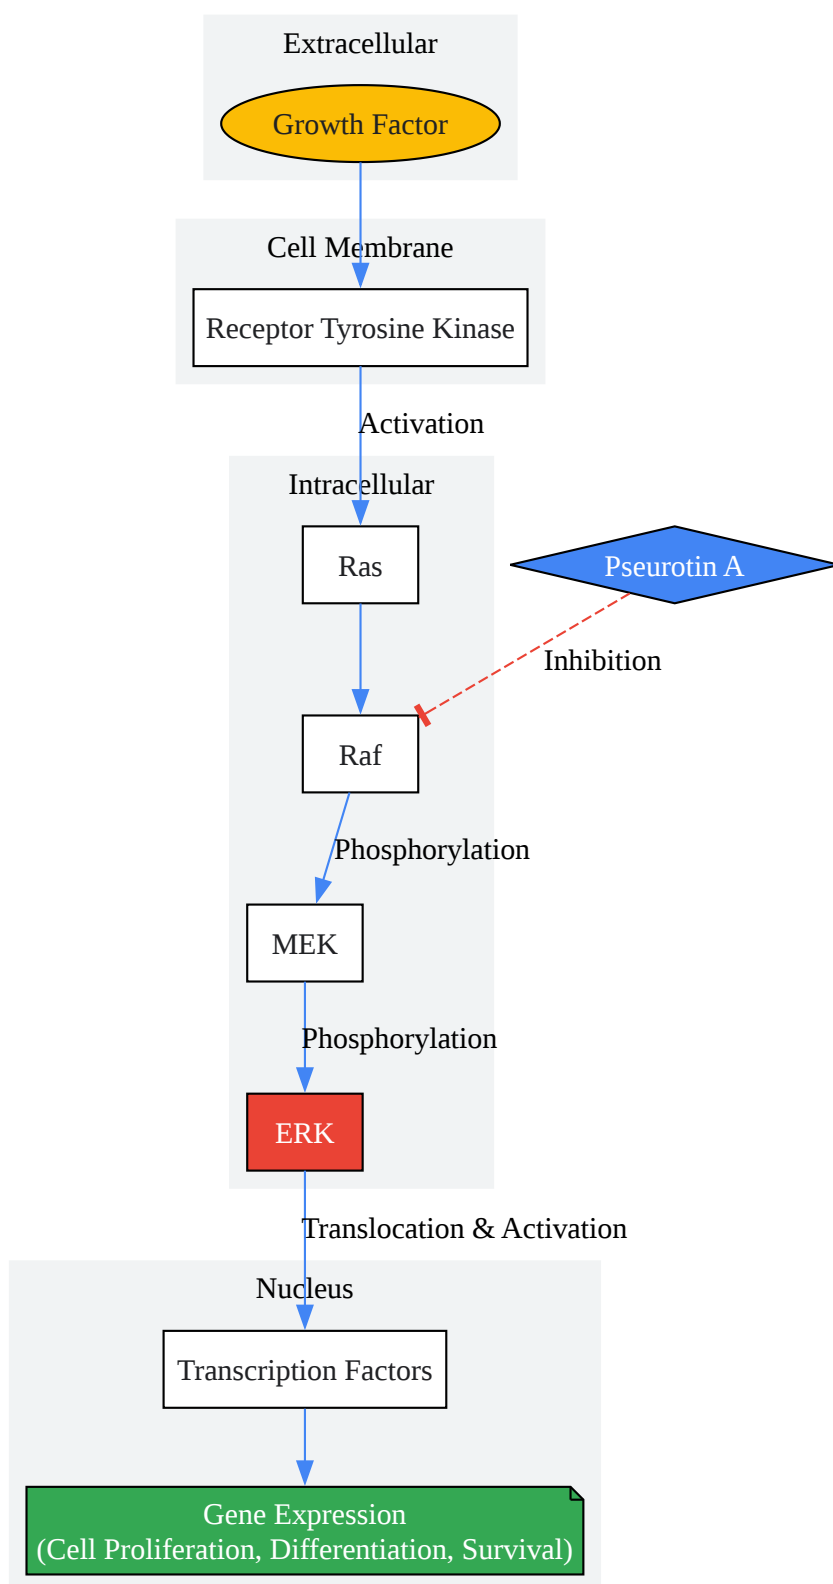 Extracellular
Growth Factor
Cell Membrane
Receptor Tyrosine Kinase
Activation
Intracellular
Ras
Pseurotin A
Inhibition
Raf
Phosphorylation
MEK
Phosphorylation
ERK
Translocation & Activation
Nucleus
Transcription Factors
Gene Expression
(Cell Proliferation, Differentiation, Survival)